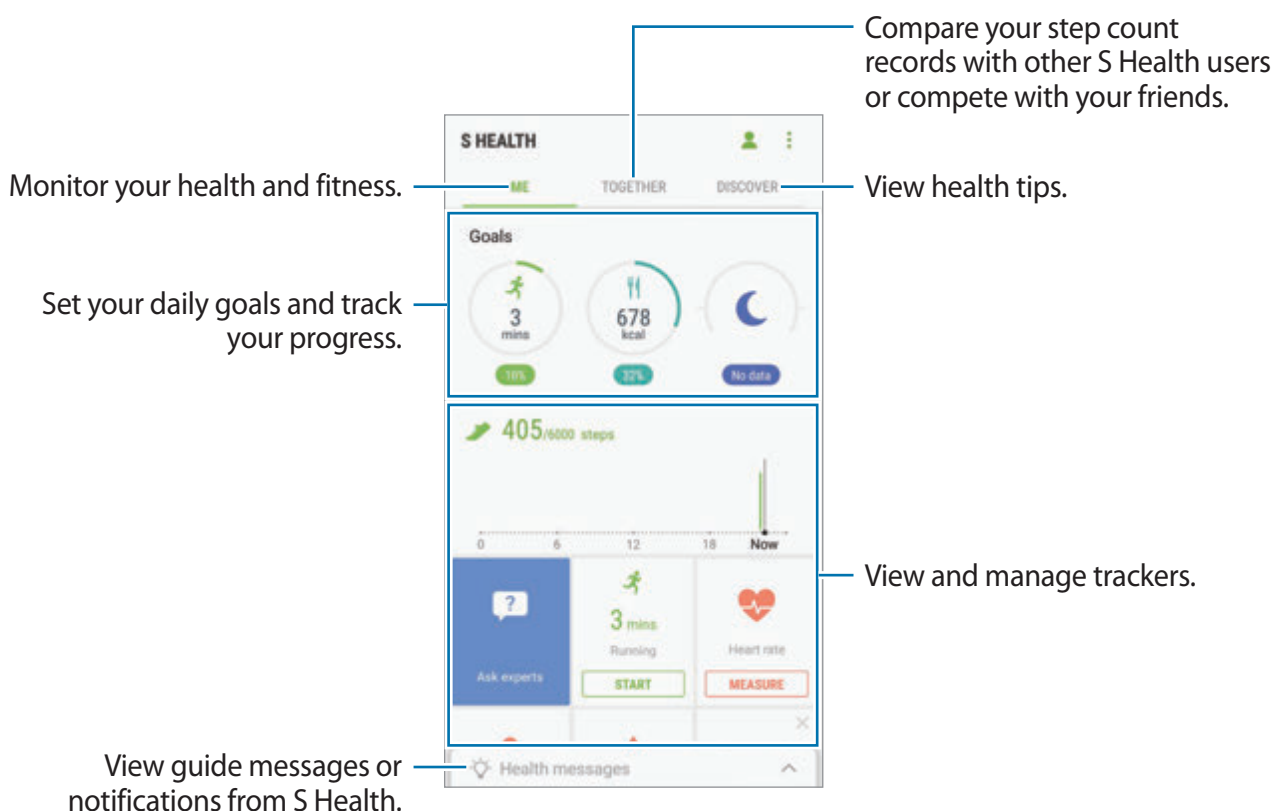 Compare your step count
records with other S Health users
or compete with your friends.
S HEALTH
Monitor your health and fitness.
ME
TOGETHER
DISCOVER
View health tips.
Goals
Set your daily goals and track
your progress.
3
mins
678
kcal
10%
32%
No data
405/6000 steps
0 6 12 18 Now
View and manage trackers.
?
Ask experts
3 mins
Running
START
Heart rate
MEASURE
View guide messages or
notifications from S Health.
Health messages